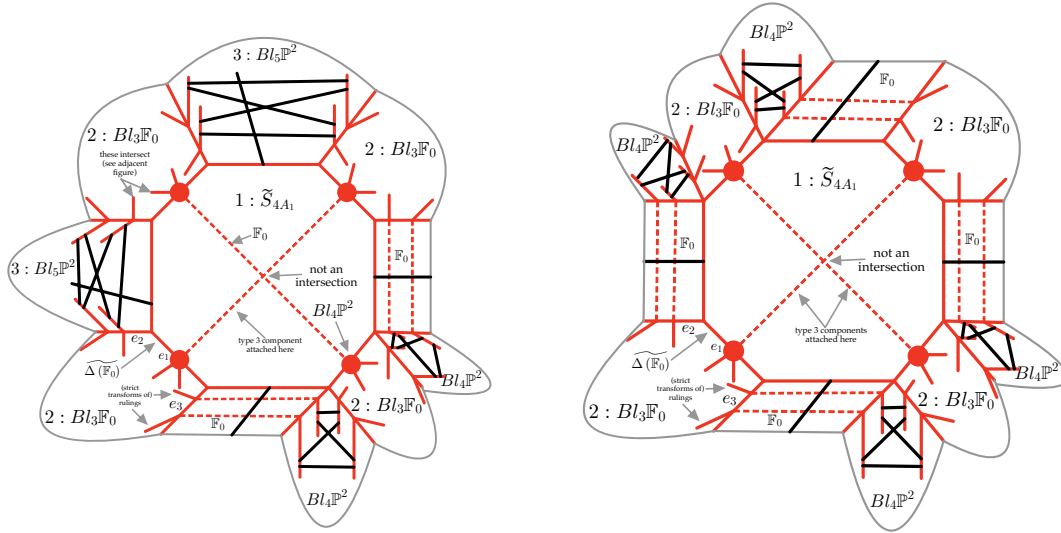 3 : Bl₅ℙ²
2 : Bl₃𝔽₀
these intersect
(see adjacent
figure)
2 : Bl₃𝔽₀
1 : S̃₄A₁
𝔽₀
𝔽₀
3 : Bl₅ℙ²
not an
intersection
Bl₄ℙ²
type 3 component
attached here
e₂
e₁
Δ͠(𝔽₀)
(strict
transforms of)
rulings
e₃
Bl₄ℙ²
2 : Bl₃𝔽₀
2 : Bl₃𝔽₀
𝔽₀
Bl₄ℙ²
Bl₄ℙ²
𝔽₀
2 : Bl₃𝔽₀
2 : Bl₃𝔽₀
Bl₄ℙ²
1 : S̃₄A₁
𝔽₀
𝔽₀
not an
intersection
type 3 components
attached here
e₂
e₁
Δ͠(𝔽₀)
(strict
transforms of)
rulings
e₃
Bl₄ℙ²
2 : Bl₃𝔽₀
2 : Bl₃𝔽₀
𝔽₀
Bl₄ℙ²